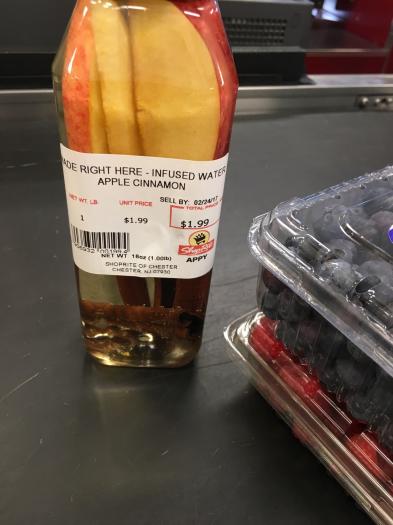 ADE RIGHT HERE - INFUSED WATER
APPLE CINNAMON
NET WT. LB
UNIT PRICE
SELL BY: 02/24/17
TOTAL
1
$1.99
$1.99
ShopRite
APPY
NET WT 16oz (1.00lb)
SHOPRITE OF CHESTER
CHESTER, NJ 07930